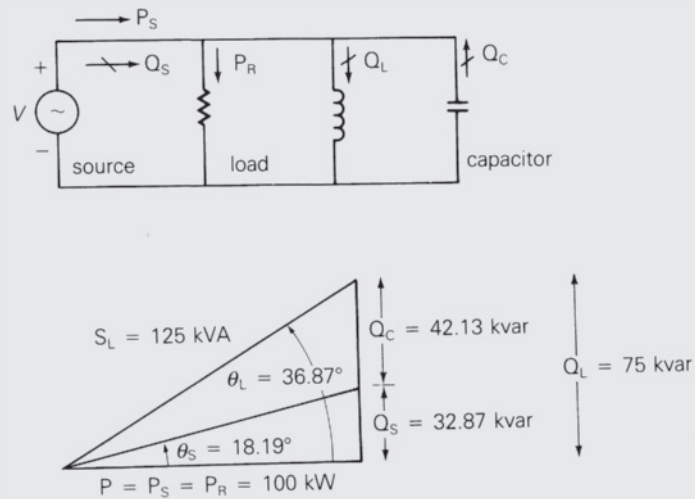 P_S
+
Q_S
P_R
Q_L
Q_C
V
~
−
source
load
capacitor
S_L = 125 kVA
Q_C = 42.13 kvar
θ_L = 36.87°
Q_L = 75 kvar
Q_S = 32.87 kvar
θ_S = 18.19°
P = P_S = P_R = 100 kW